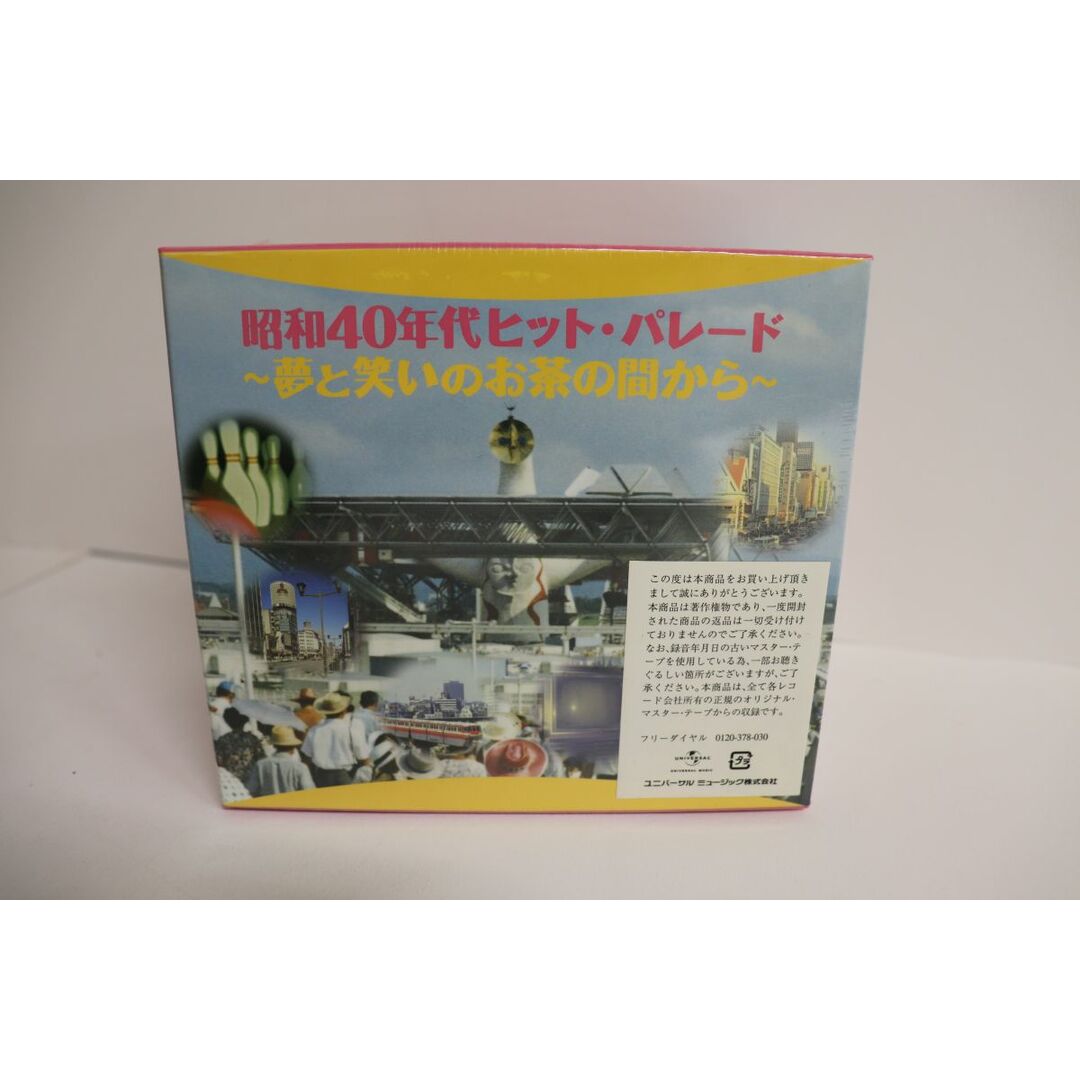 昭和40年代ヒット・パレード
～夢と笑いのお茶の間から～
この度は本商品をお買い上げ頂き
まして誠にありがとうございます。
本商品は著作権物であり、一度開封
された商品の返品は一切受け付け
ておりませんのでご了承ください。
なお、録音年月日の古いマスター・テ
ープを使用している為、一部お聴き
ぐるしい箇所がございますが、ご了
承ください。本商品は、全て各レコ
ード会社所有の正規のオリジナル・
マスター・テープからの収録です。
フリーダイヤル 0120-378-030
UNIVERSAL
UNIVERSAL MUSIC
プラ
ユニバーサル ミュージック株式会社